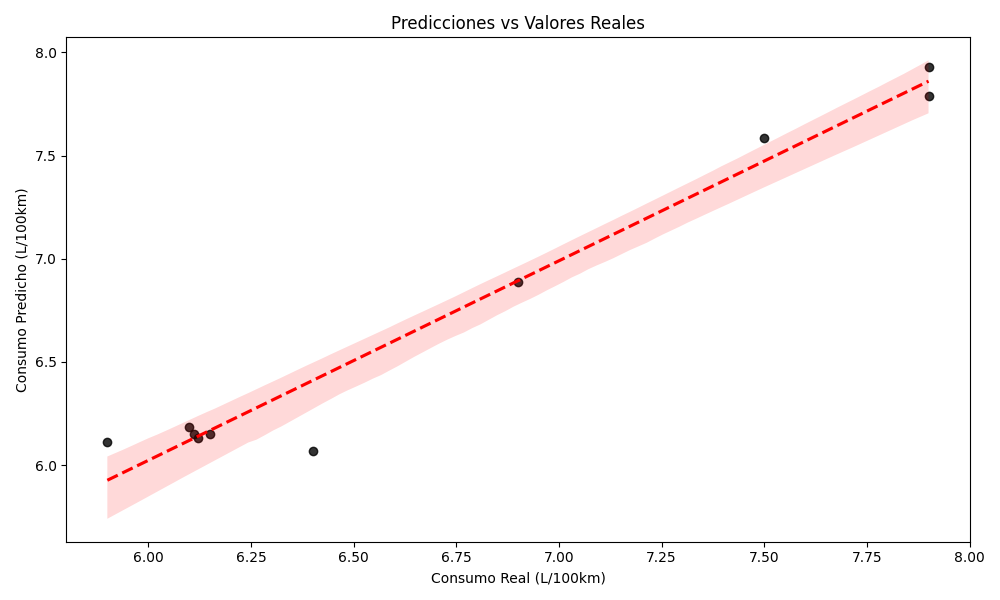 Predicciones vs Valores Reales
8.0
7.5
7.0
6.5
6.0
Consumo Predicho (L/100km)
6.00 6.25 6.50 6.75 7.00 7.25 7.50 7.75 8.00
Consumo Real (L/100km)